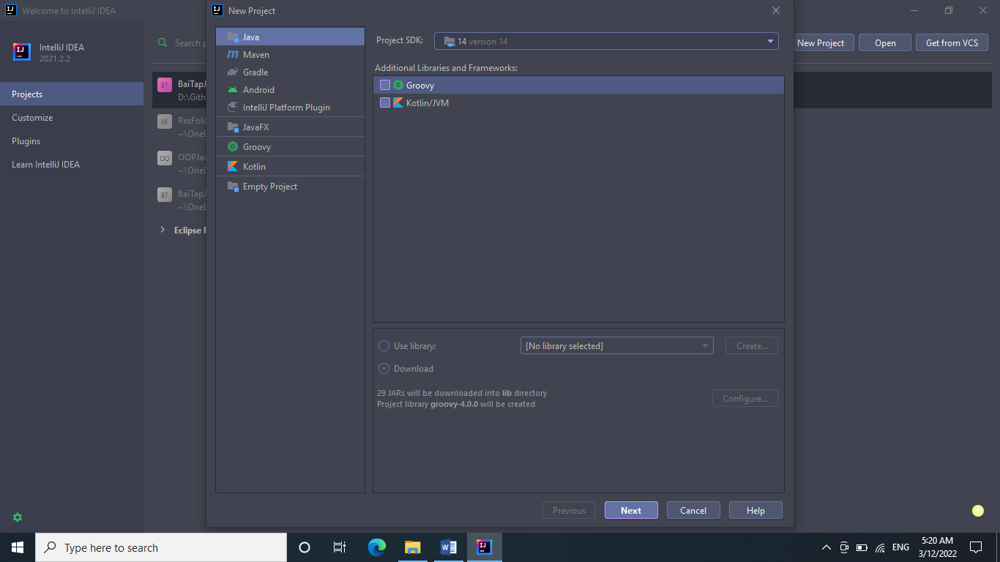 Welcome to IntelliJ IDEA
New Project
IntelliJ IDEA
2021.2.2
Projects
Customize
Plugins
Learn IntelliJ IDEA
Search p
New Project
Open
Get from VCS
BT
BaiTapJ
D:\Gith
RF
ResFold
~\OneD
OOPJav
~\OneD
BT
BaiTapJ
~\OneD
Eclipse
Java
Maven
Gradle
Android
IntelliJ Platform Plugin
JavaFX
Groovy
Kotlin
Empty Project
Project SDK:
14 version 14
Additional Libraries and Frameworks:
Groovy
Kotlin/JVM
Use library:
[No library selected]
Create...
Download
29 JARs will be downloaded into lib directory
Project library groovy-4.0.0 will be created
Configure...
Previous
Next
Cancel
Help
Type here to search
ENG
5:20 AM
3/12/2022